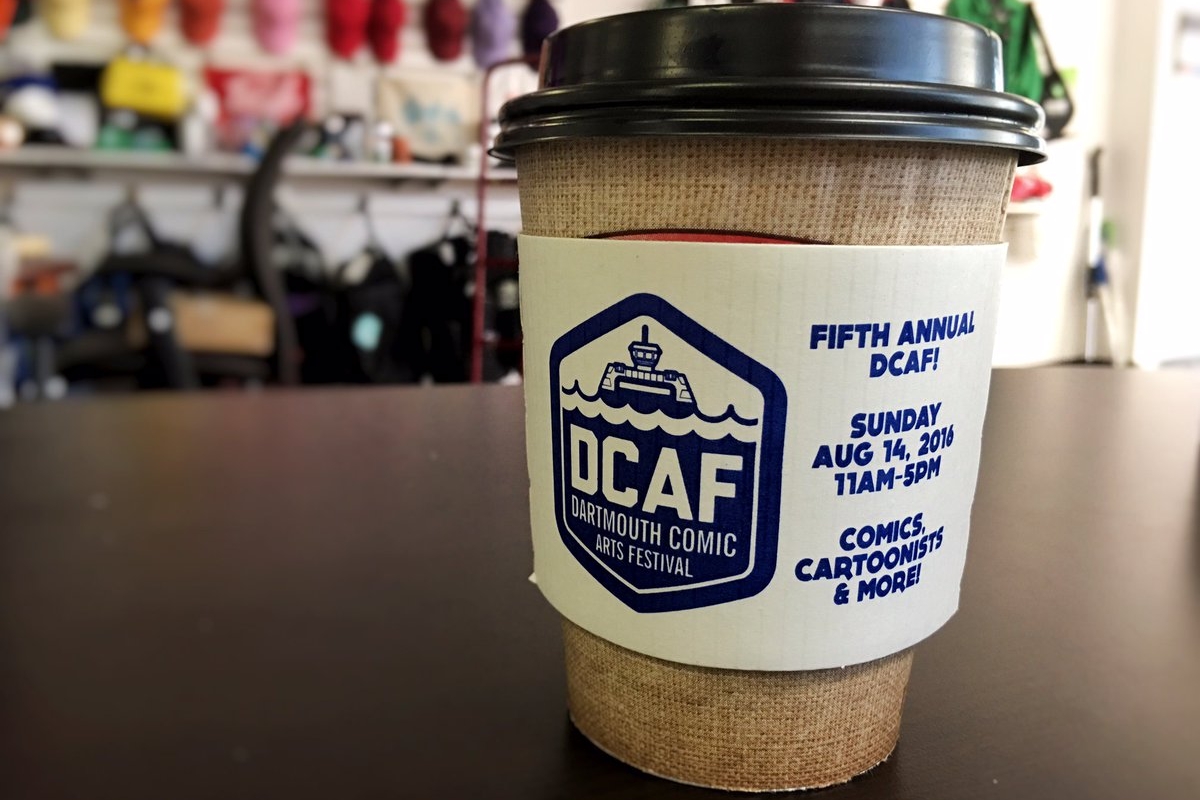 DCAF
DARTMOUTH COMIC
ARTS FESTIVAL
FIFTH ANNUAL
DCAF!
SUNDAY
AUG 14, 2016
11AM-5PM
COMICS,
CARTOONISTS
& MORE!